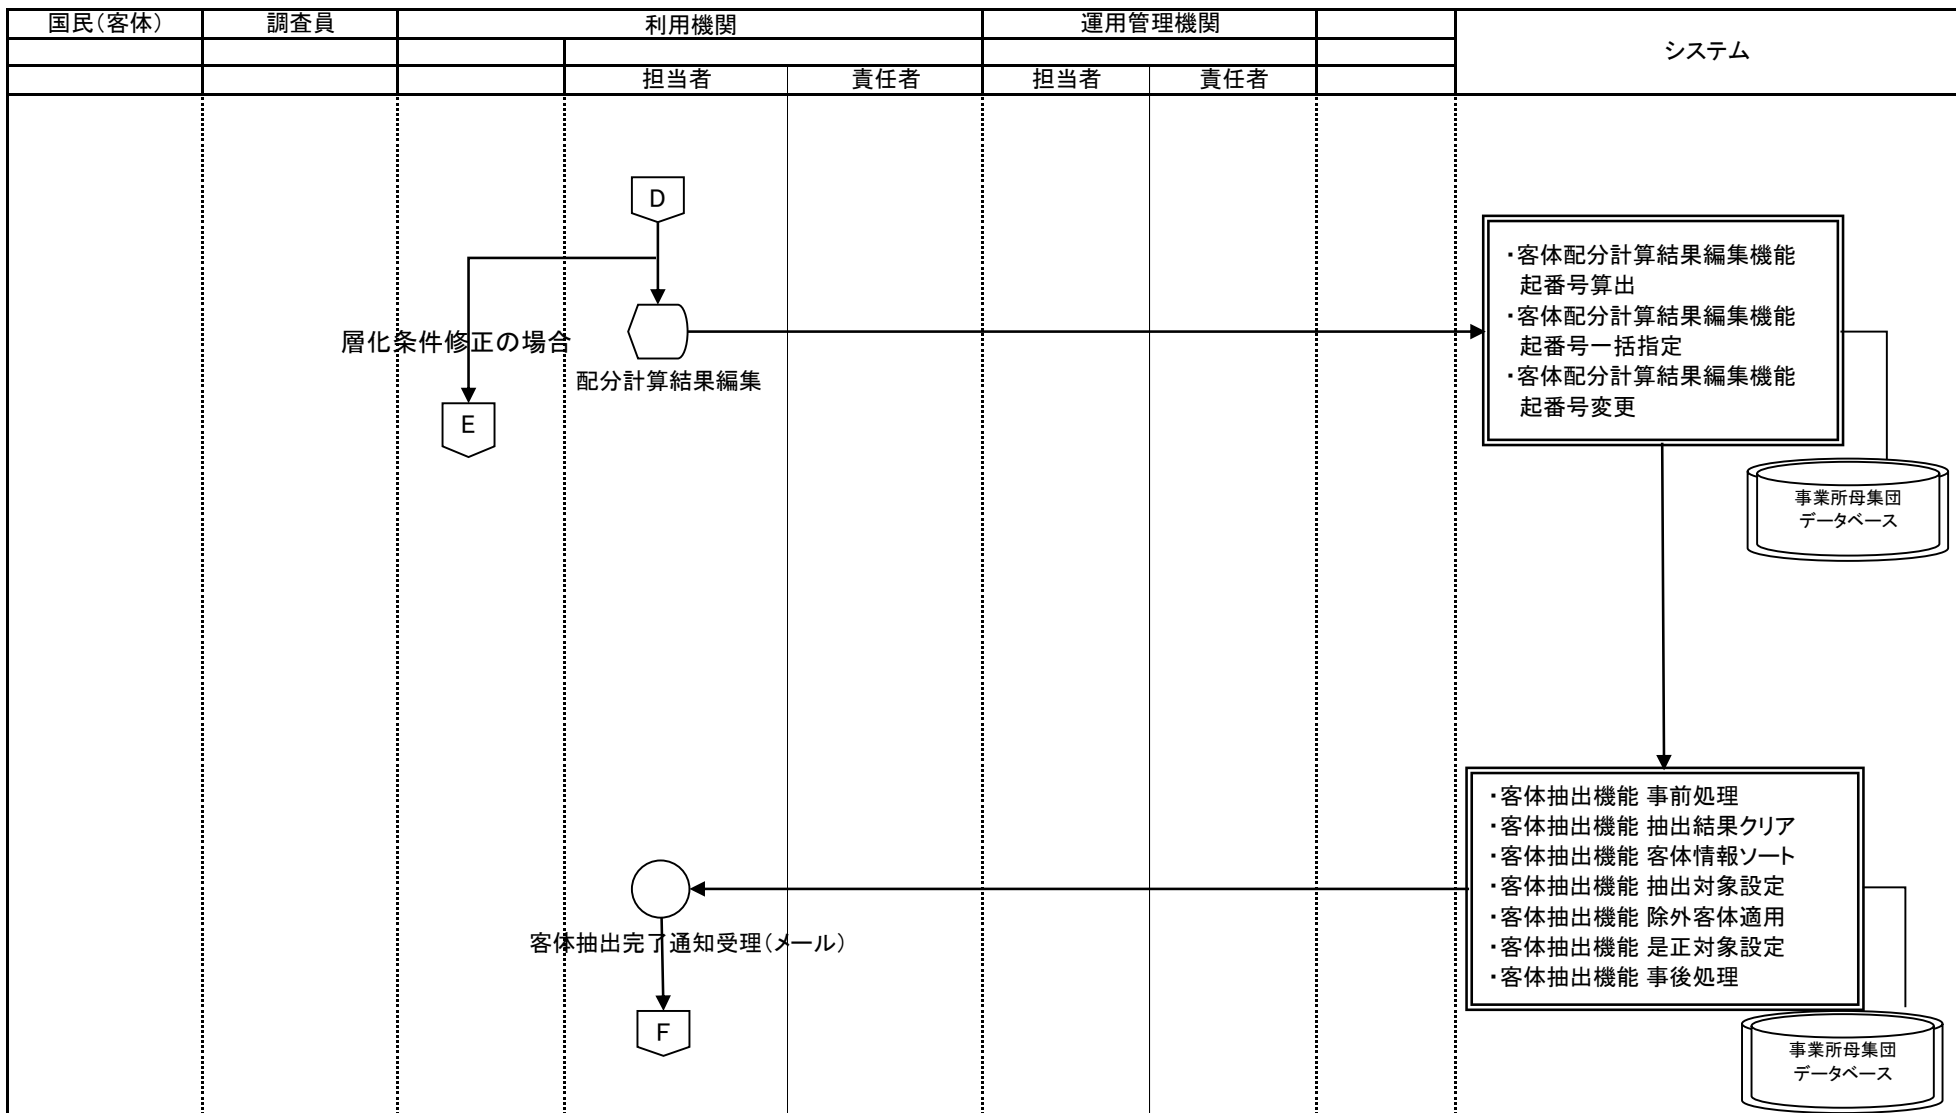 国民（客体）
調査員
利用機関
運用管理機関
システム
担当者
責任者
担当者
責任者
D
・客体配分計算結果編集機能
起番号算出
・客体配分計算結果編集機能
起番号一括指定
・客体配分計算結果編集機能
起番号変更
層化条件修正の場合
配分計算結果編集
E
事業所母集団
データベース
・客体抽出機能 事前処理
・客体抽出機能 抽出結果クリア
・客体抽出機能 客体情報ソート
・客体抽出機能 抽出対象設定
・客体抽出機能 除外客体適用
・客体抽出機能 是正対象設定
・客体抽出機能 事後処理
客体抽出完了通知受理（メール）
F
事業所母集団
データベース